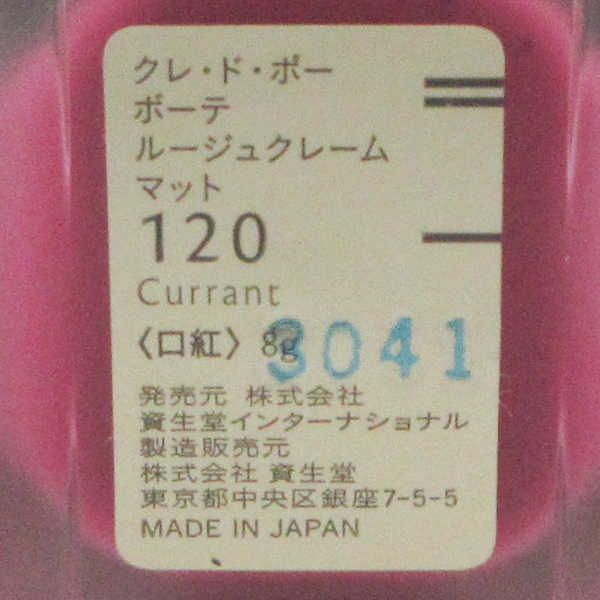 クレ・ド・ポー
ボーテ
ルージュクレーム
マット
120
Currant
〈口紅〉 8g
3041
発売元 株式会社
資生堂インターナショナル
製造販売元
株式会社 資生堂
東京都中央区銀座7-5-5
MADE IN JAPAN